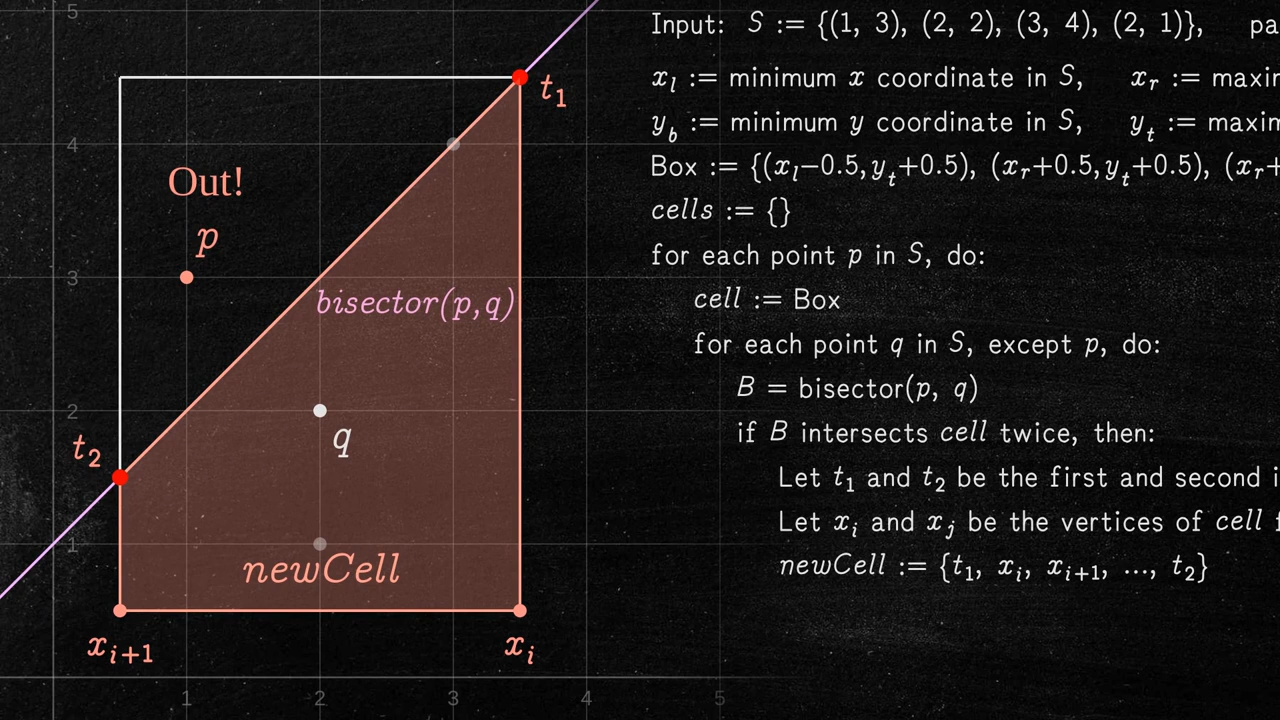 5
4
3
2
1
1 2 3 4 5
t₁
Out!
p
bisector(p,q)
t₂
q
newCell
xᵢ₊₁ xᵢ
Input: S := {(1, 3), (2, 2), (3, 4), (2, 1)}, pa
xₗ := minimum x coordinate in S, xᵣ := maxi
y_b := minimum y coordinate in S, yₜ := maxim
Box := {(xₗ−0.5,yₜ+0.5), (xᵣ+0.5,yₜ+0.5), (xᵣ+
cells := {}
for each point p in S, do:
cell := Box
for each point q in S, except p, do:
B = bisector(p, q)
if B intersects cell twice, then:
Let t₁ and t₂ be the first and second i
Let xᵢ and xⱼ be the vertices of cell f
newCell := {t₁, xᵢ, xᵢ₊₁, ..., t₂}